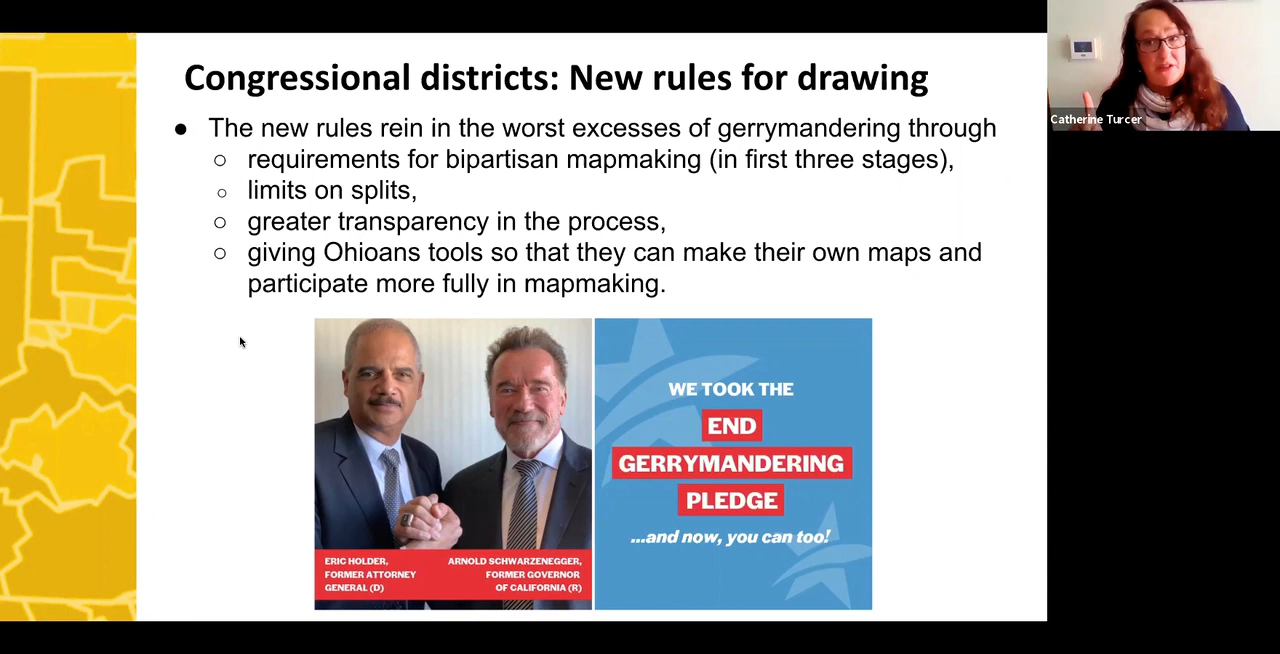 Congressional districts: New rules for drawing
● The new rules rein in the worst excesses of gerrymandering through
○ requirements for bipartisan mapmaking (in first three stages),
○ limits on splits,
○ greater transparency in the process,
○ giving Ohioans tools so that they can make their own maps and
participate more fully in mapmaking.
ERIC HOLDER,
FORMER ATTORNEY
GENERAL (D)
ARNOLD SCHWARZENEGGER,
FORMER GOVERNOR
OF CALIFORNIA (R)
WE TOOK THE
END
GERRYMANDERING
PLEDGE
...and now, you can too!
Catherine Turcer